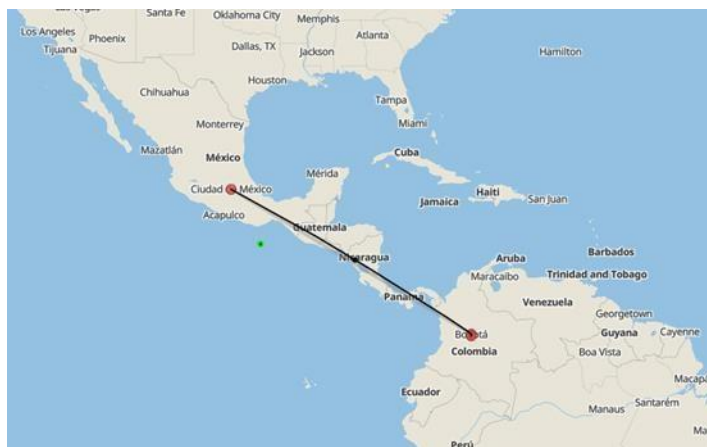 Santa Fe
Oklahoma City
Memphis
Los Angeles
Phoenix
Atlanta
Tijuana
Dallas, TX
Jackson
Hamilton
Houston
Chihuahua
Tampa
Monterrey
Miami
Mazatlán
México
Cuba
Mérida
Haiti
Ciudad México
San Juan
Jamaica
Acapulco
Guatemala
Barbados
Nicaragua
Aruba
Maracaibo
Trinidad and Tobago
Panamá
Venezuela
Georgetown
Bogotá
Guyana
Cayenne
Colombia
Boa Vista
Macapá
Ecuador
Santarém
Manaus
Perú